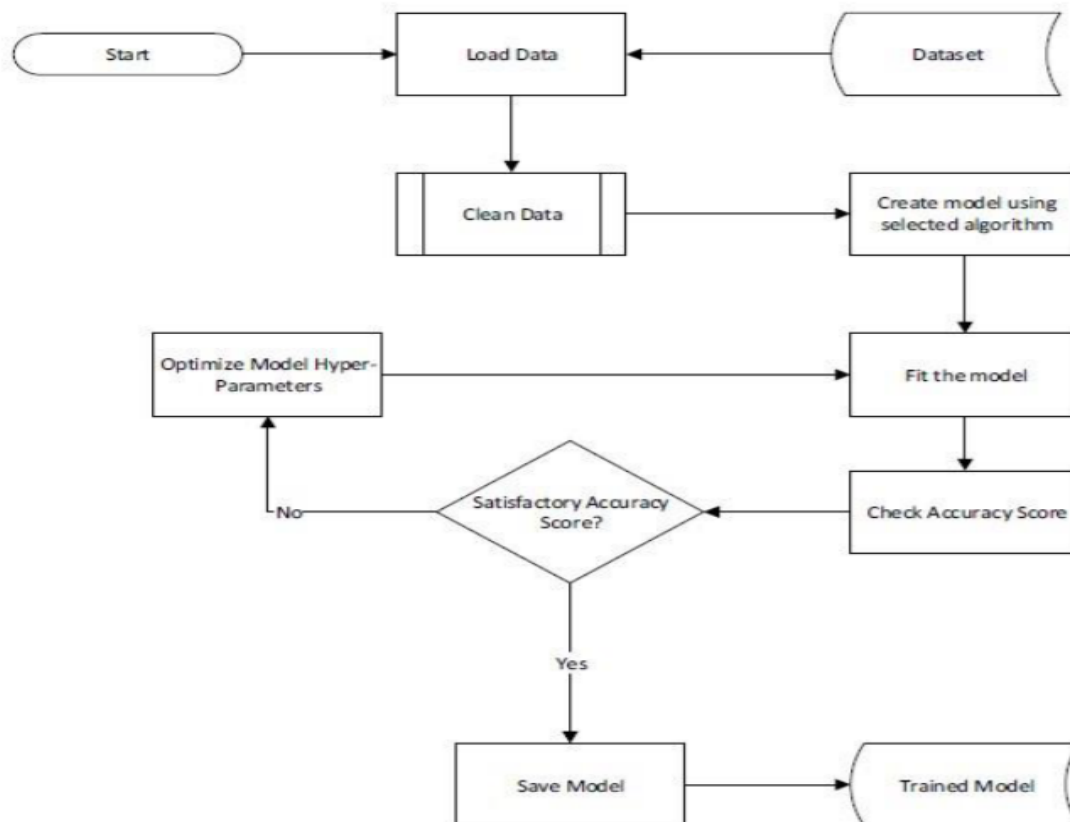 Start
Load Data
Dataset
Clean Data
Create model using
selected algorithm
Optimize Model Hyper-
Parameters
Fit the model
Satisfactory Accuracy
Score?
No
Check Accuracy Score
Yes
Save Model
Trained Model